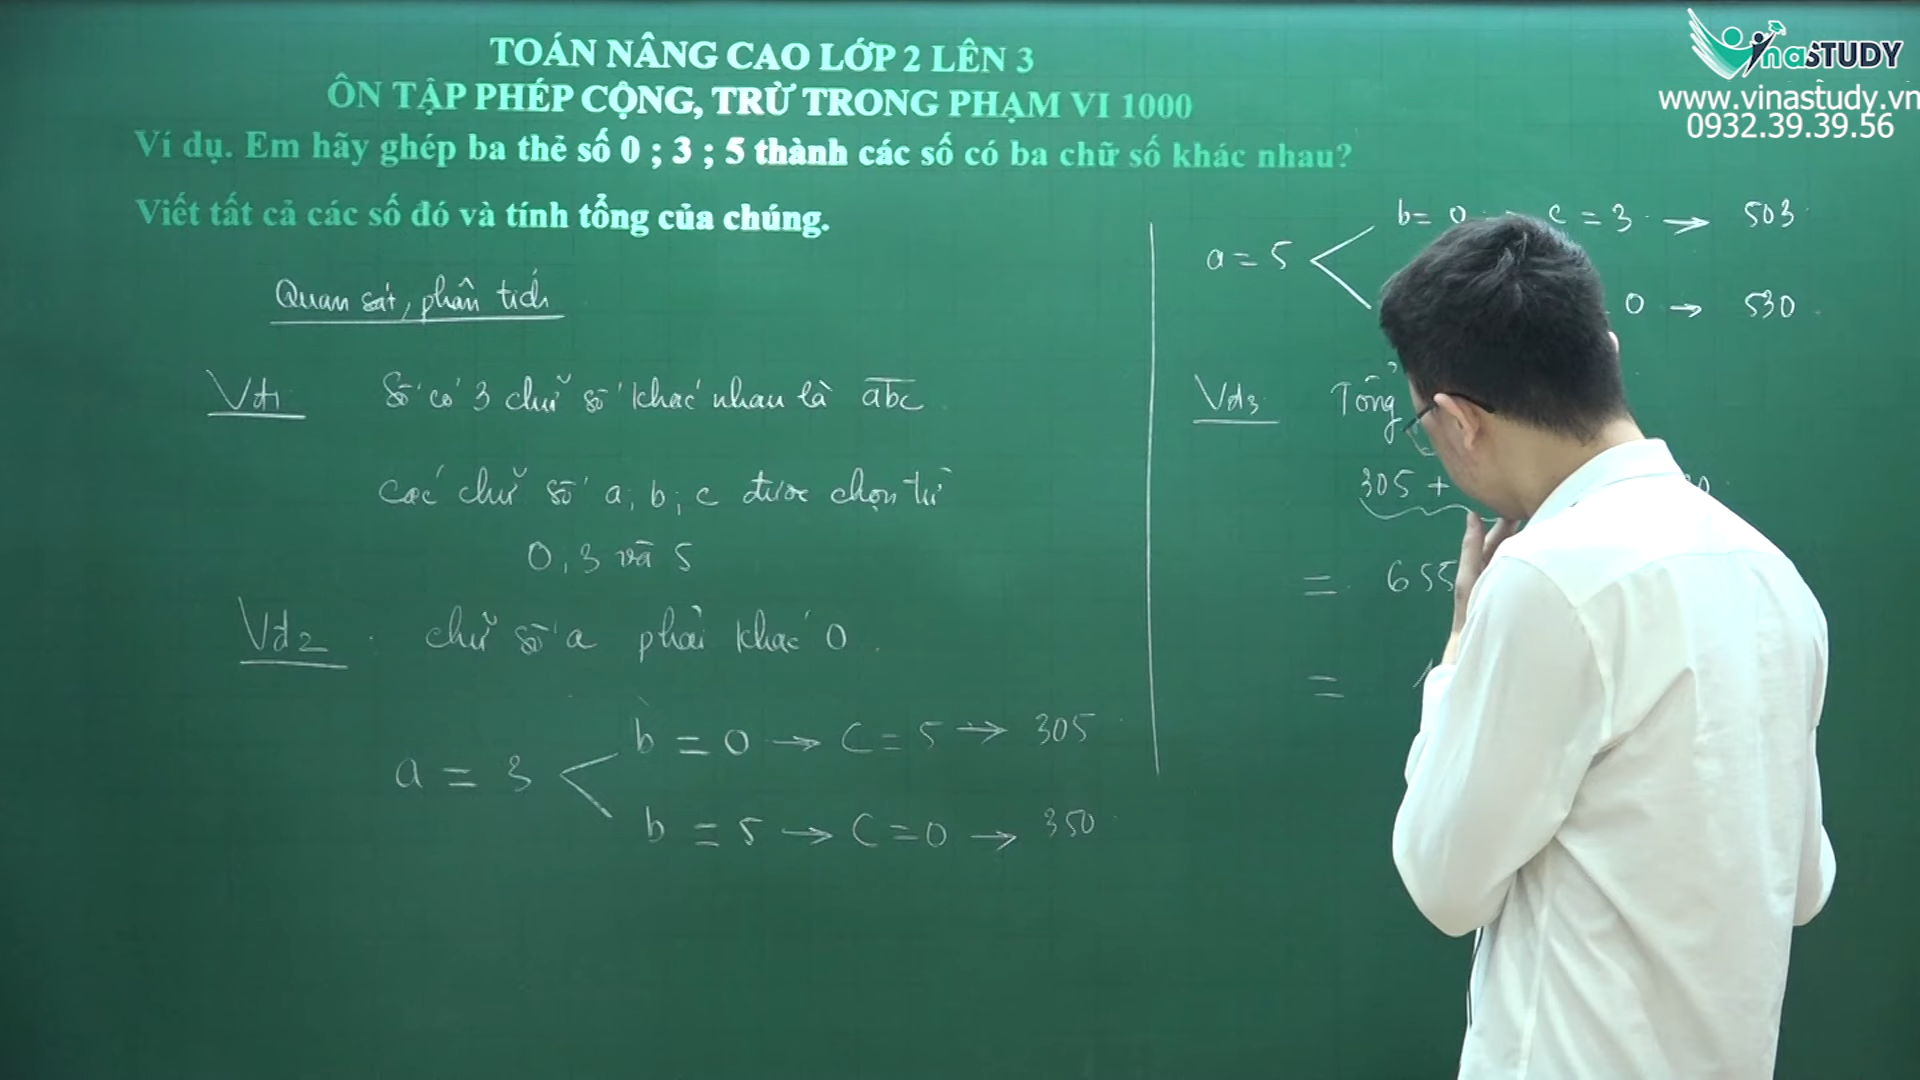 TOÁN NÂNG CAO LỚP 2 LÊN 3
ÔN TẬP PHÉP CỘNG, TRỪ TRONG PHẠM VI 1000
Ví dụ. Em hãy ghép ba thẻ số 0 ; 3 ; 5 thành các số có ba chữ số khác nhau?
Viết tất cả các số đó và tính tổng của chúng.
Quan sát, phân tích
Vd1 Số có 3 chữ số khác nhau là abc
Các chữ số a, b, c được chọn từ
0, 3 và 5
Vd2 chữ số a phải khác 0.
a = 3
b = 0 → c = 5 → 305
b = 5 → c = 0 → 350
a = 5
b = 0 → c = 3 → 503
0 → 530
Vd3 Tổng
305 +
= 655
=
vinaSTUDY
www.vinastudy.vn
0932.39.39.56